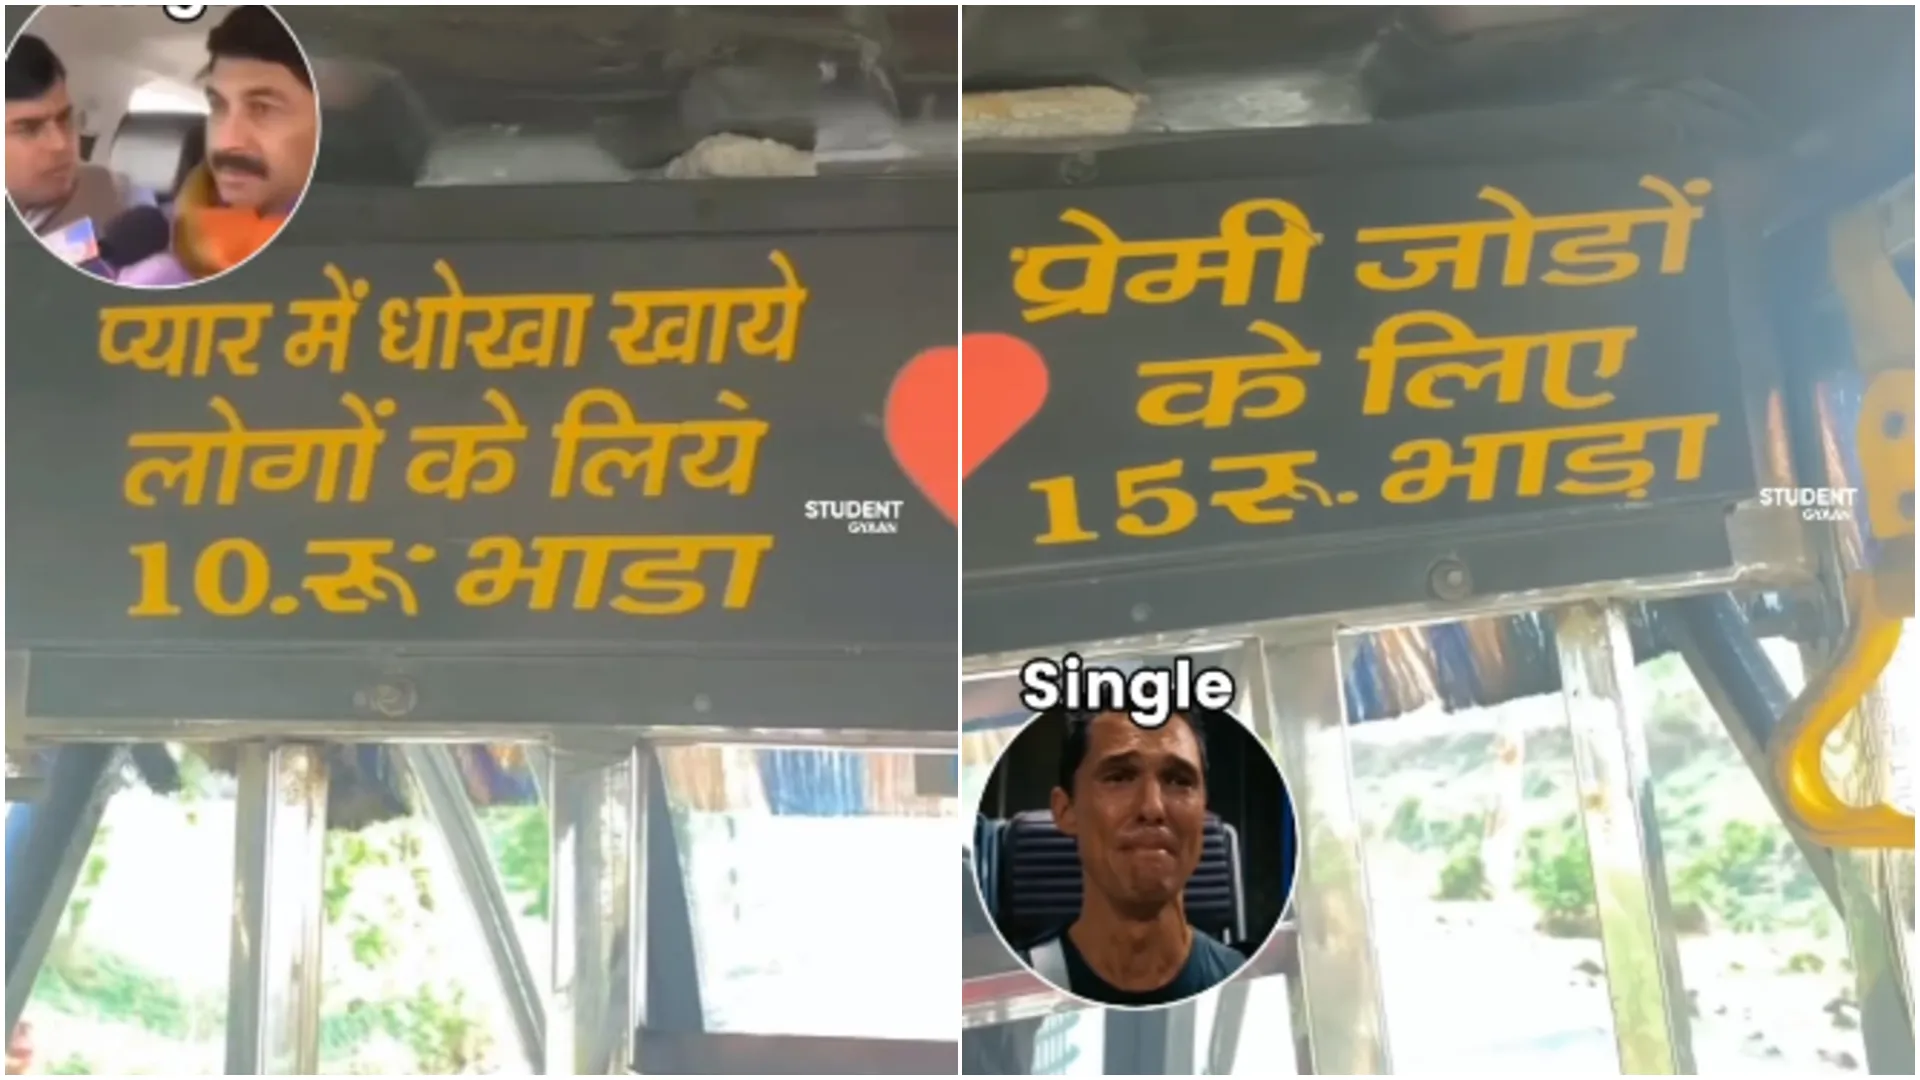 प्यार में धोखा खाये
लोगों के लिये
10.रू भाडा
STUDENT
GYAAN
प्रेमी जोडों
के लिए
15रू. भाड़ा
STUDENT
GYAAN
Single